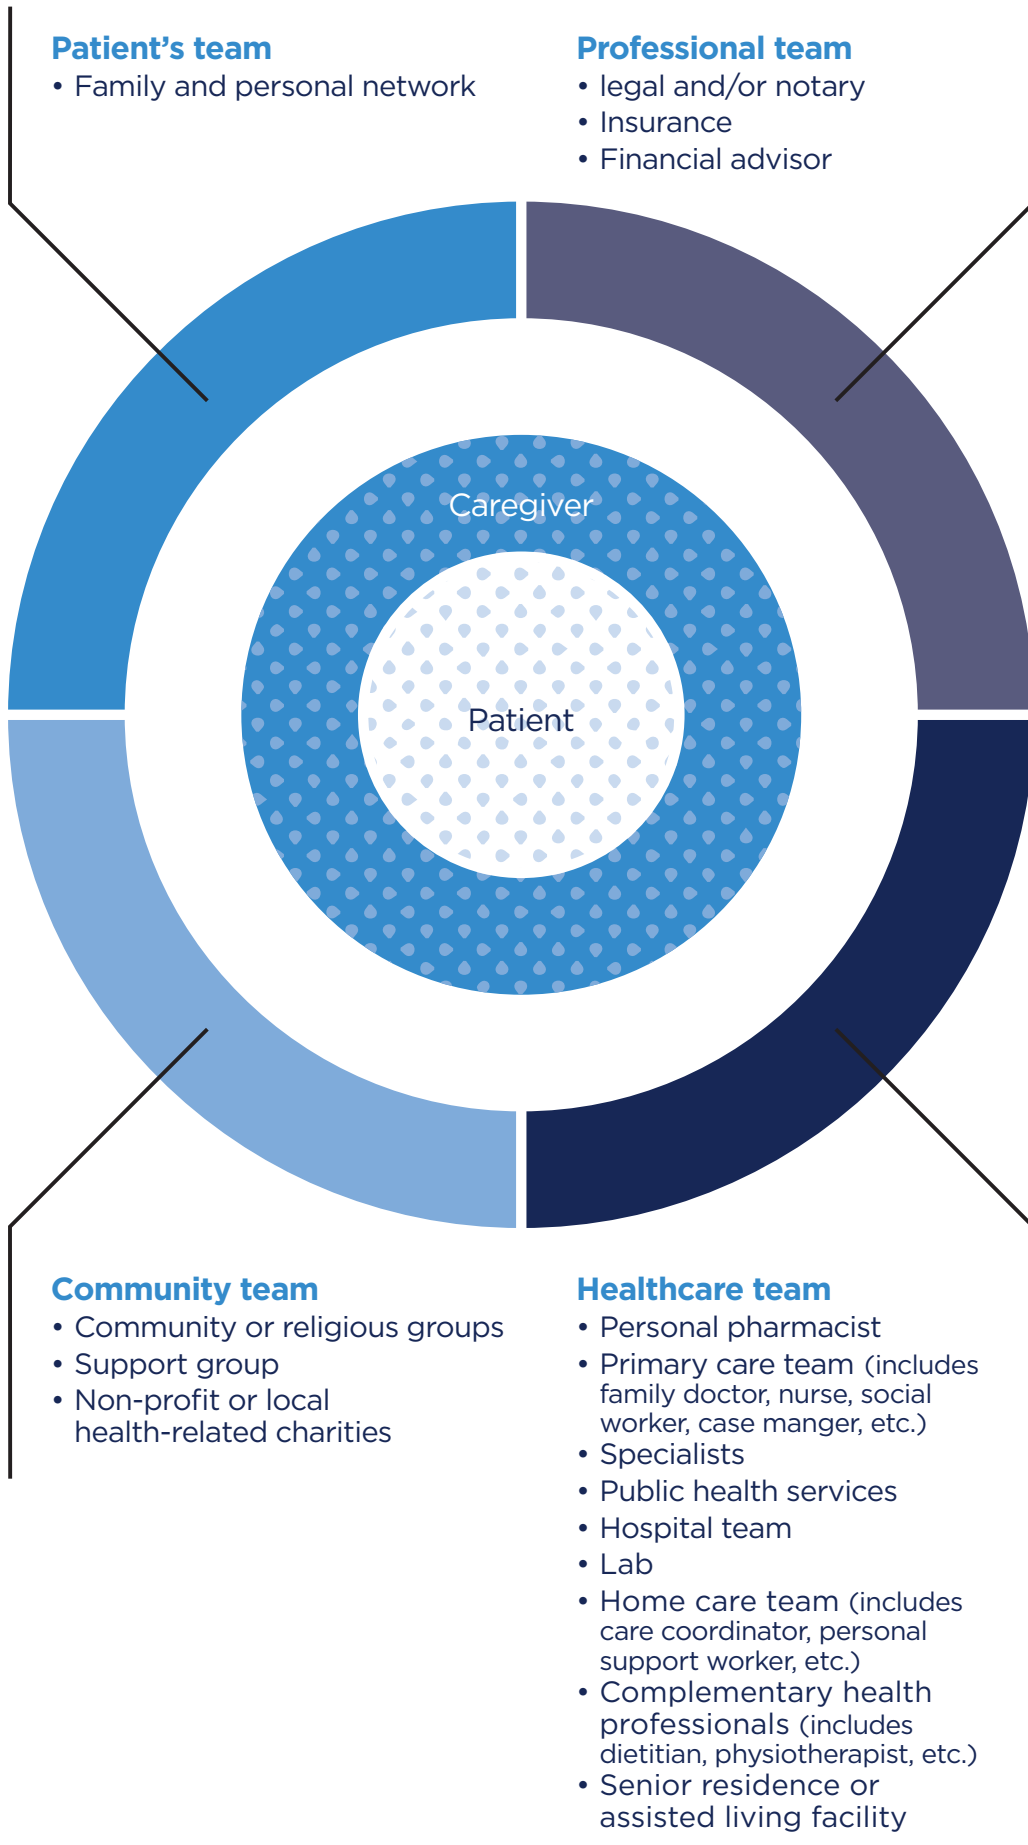 Patient's team
• Family and personal network
Professional team
• legal and/or notary
• Insurance
• Financial advisor
Caregiver
Patient
Community team
• Community or religious groups
• Support group
• Non-profit or local
health-related charities
Healthcare team
• Personal pharmacist
• Primary care team (includes
family doctor, nurse, social
worker, case manger, etc.)
• Specialists
• Public health services
• Hospital team
• Lab
• Home care team (includes
care coordinator, personal
support worker, etc.)
• Complementary health
professionals (includes
dietitian, physiotherapist, etc.)
• Senior residence or
assisted living facility